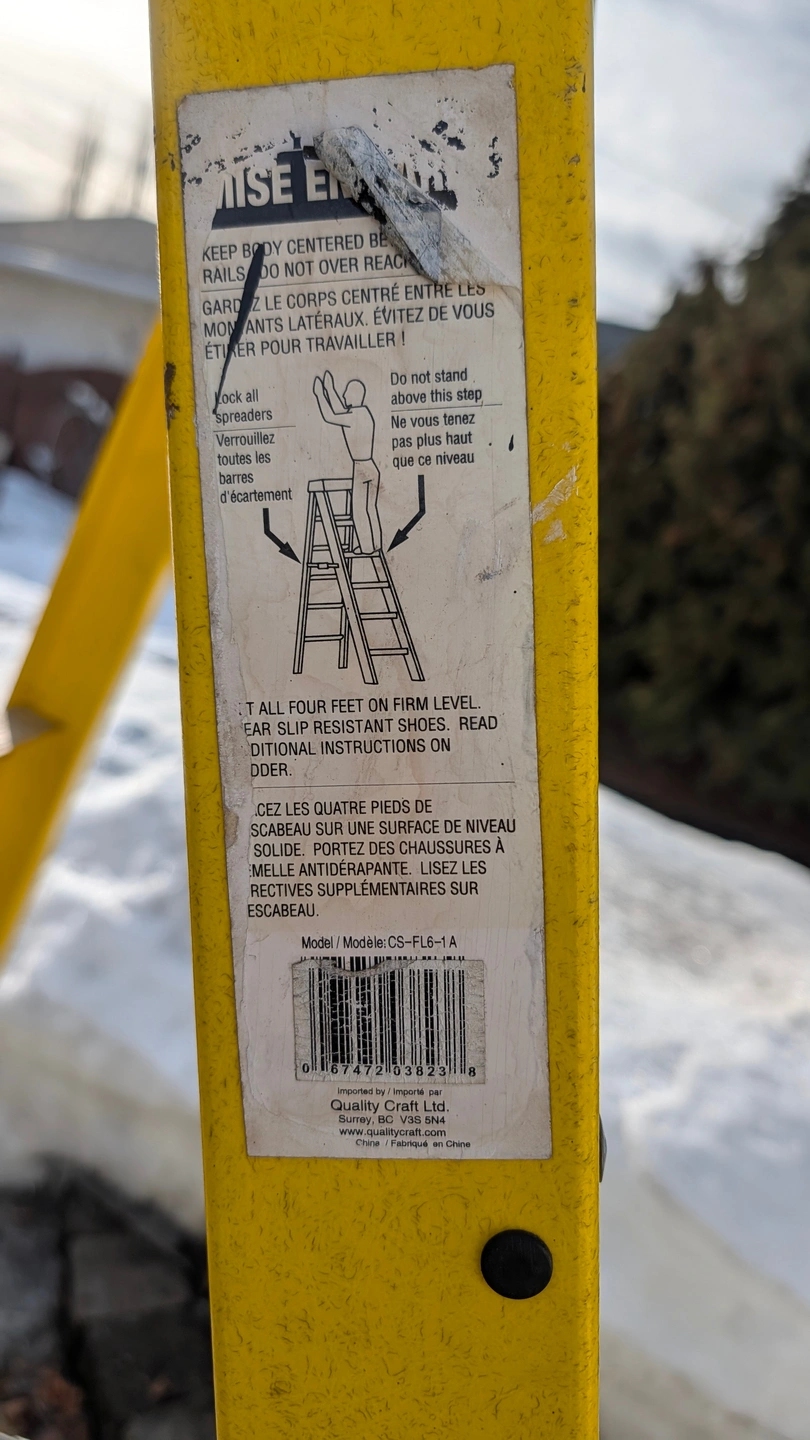 MISE EN
KEEP BODY CENTERED BE
RAILS. DO NOT OVER REACH
GARDEZ LE CORPS CENTRÉ ENTRE LES
MONTANTS LATÉRAUX. ÉVITEZ DE VOUS
ÉTIRER POUR TRAVAILLER !
Lock all
spreaders
Verrouillez
toutes les
barres
d'écartement
Do not stand
above this step
Ne vous tenez
pas plus haut
que ce niveau
T ALL FOUR FEET ON FIRM LEVEL.
EAR SLIP RESISTANT SHOES. READ
DITIONAL INSTRUCTIONS ON
DDER.
CEZ LES QUATRE PIEDS DE
SCABEAU SUR UNE SURFACE DE NIVEAU
SOLIDE. PORTEZ DES CHAUSSURES À
MELLE ANTIDÉRAPANTE. LISEZ LES
RECTIVES SUPPLÉMENTAIRES SUR
ESCABEAU.
Model / Modèle: CS-FL6-1A
0 67472 03823 8
Imported by / Importé par
Quality Craft Ltd.
Surrey, BC V3S 5N4
www.qualitycraft.com
China / Fabriqué en Chine